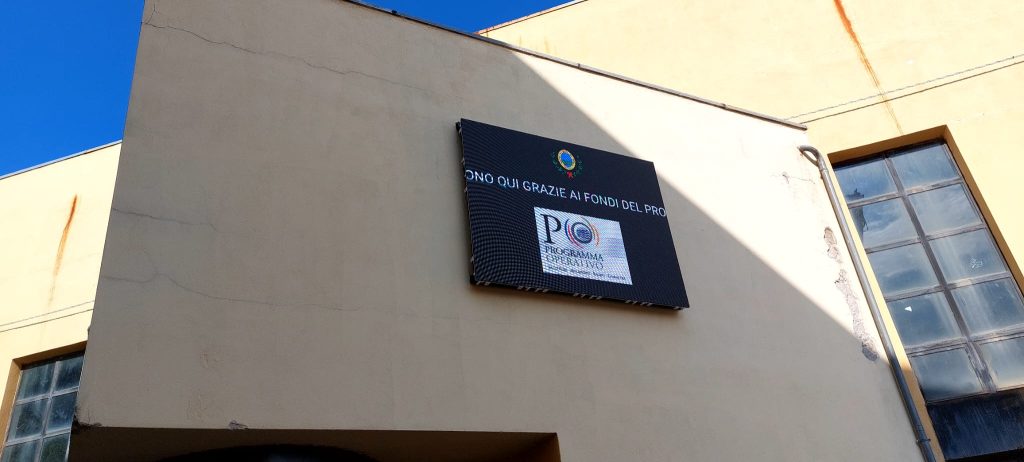 ONO QUI GRAZIE AI FONDI DEL PRO
PO
PROGRAMMA
OPERATIVO